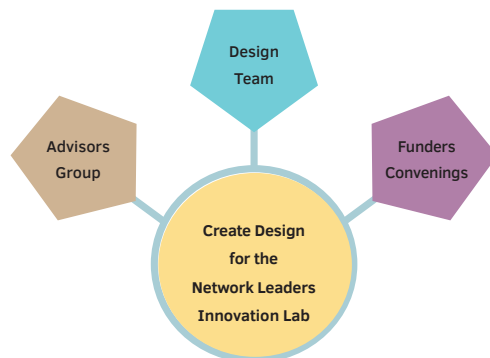 Design
Team
Advisors
Group
Funders
Convenings
Create Design
for the
Network Leaders
Innovation Lab